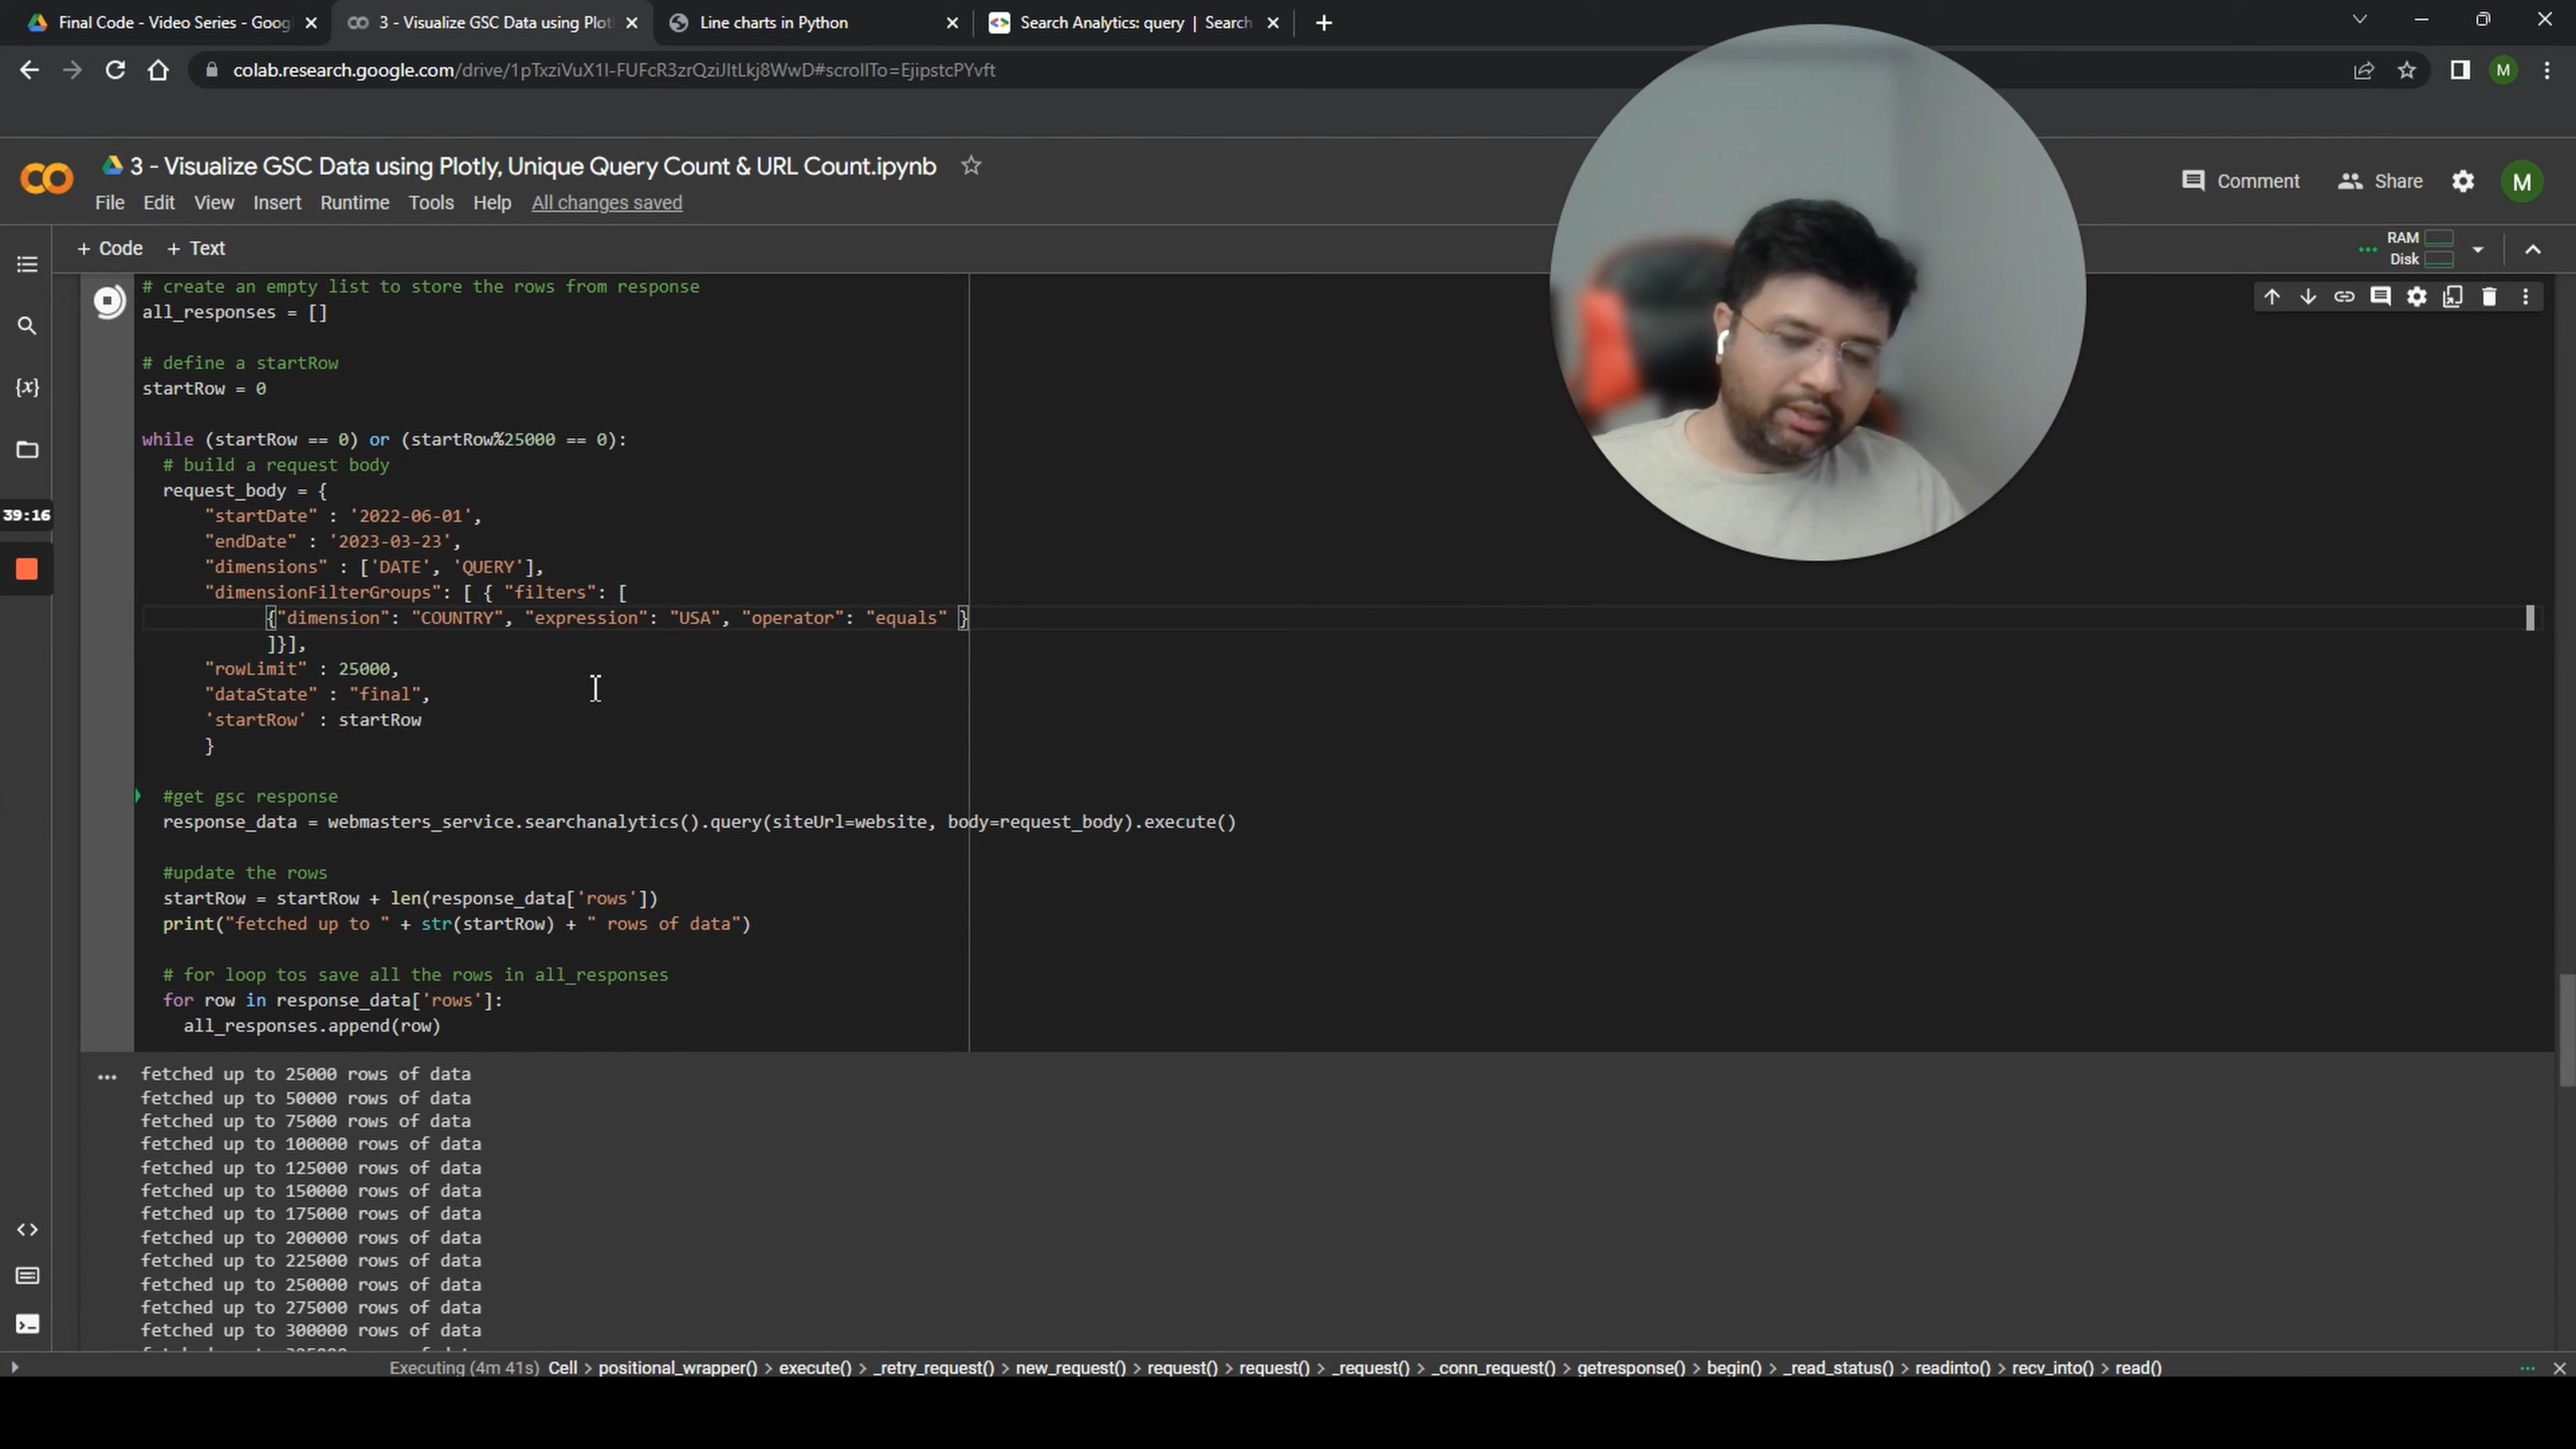 Final Code - Video Series - Goog
3 - Visualize GSC Data using Plotl
Line charts in Python
Search Analytics: query | Search
colab.research.google.com/drive/1pTxziVuX1I-FUFcR3zrQziJltLkj8WwD#scrollTo=EjipstcPYvft
M
3 - Visualize GSC Data using Plotly, Unique Query Count & URL Count.ipynb
Comment
Share
M
File Edit View Insert Runtime Tools Help All changes saved
+ Code + Text
RAM
Disk
# create an empty list to store the rows from response
all_responses = []
# define a startRow
startRow = 0
while (startRow == 0) or (startRow%25000 == 0):
# build a request body
request_body = {
39:16
"startDate" : '2022-06-01',
"endDate" : '2023-03-23',
"dimensions" : ['DATE', 'QUERY'],
"dimensionFilterGroups": [ { "filters": [
{"dimension": "COUNTRY", "expression": "USA", "operator": "equals" }
]}],
"rowLimit" : 25000,
"dataState" : "final",
'startRow' : startRow
}
#get gsc response
response_data = webmasters_service.searchanalytics().query(siteUrl=website, body=request_body).execute()
#update the rows
startRow = startRow + len(response_data['rows'])
print("fetched up to " + str(startRow) + " rows of data")
# for loop tos save all the rows in all_responses
for row in response_data['rows']:
all_responses.append(row)
fetched up to 25000 rows of data
fetched up to 50000 rows of data
fetched up to 75000 rows of data
fetched up to 100000 rows of data
fetched up to 125000 rows of data
fetched up to 150000 rows of data
fetched up to 175000 rows of data
fetched up to 200000 rows of data
fetched up to 225000 rows of data
fetched up to 250000 rows of data
fetched up to 275000 rows of data
fetched up to 300000 rows of data
Executing (4m 41s) Cell > positional_wrapper() > execute() > _retry_request() > new_request() > request() > request() > _request() > _conn_request() > getresponse() > begin() > _read_status() > readinto() > recv_into() > read()